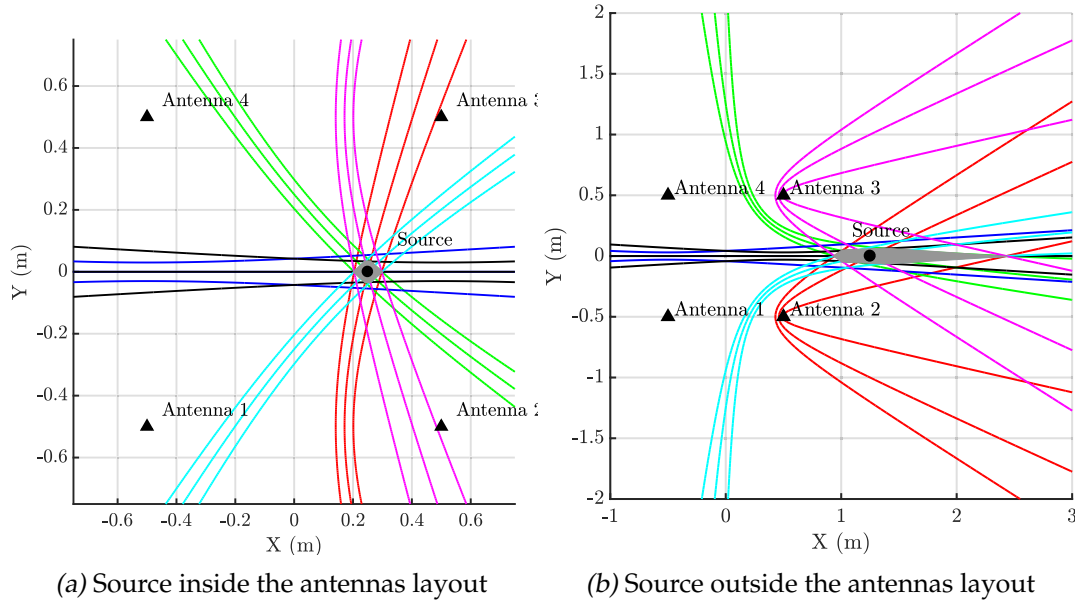 0.6
0.4
0.2
0
-0.2
-0.4
-0.6
Y (m)
Antenna 4
Antenna 3
Source
Antenna 1
Antenna 2
-0.6 -0.4 -0.2 0 0.2 0.4 0.6
X (m)
(a) Source inside the antennas layout
2
1.5
1
0.5
0
-0.5
-1
-1.5
-2
Y (m)
Antenna 4 Antenna 3
Source
Antenna 1 Antenna 2
-1 0 1 2 3
X (m)
(b) Source outside the antennas layout